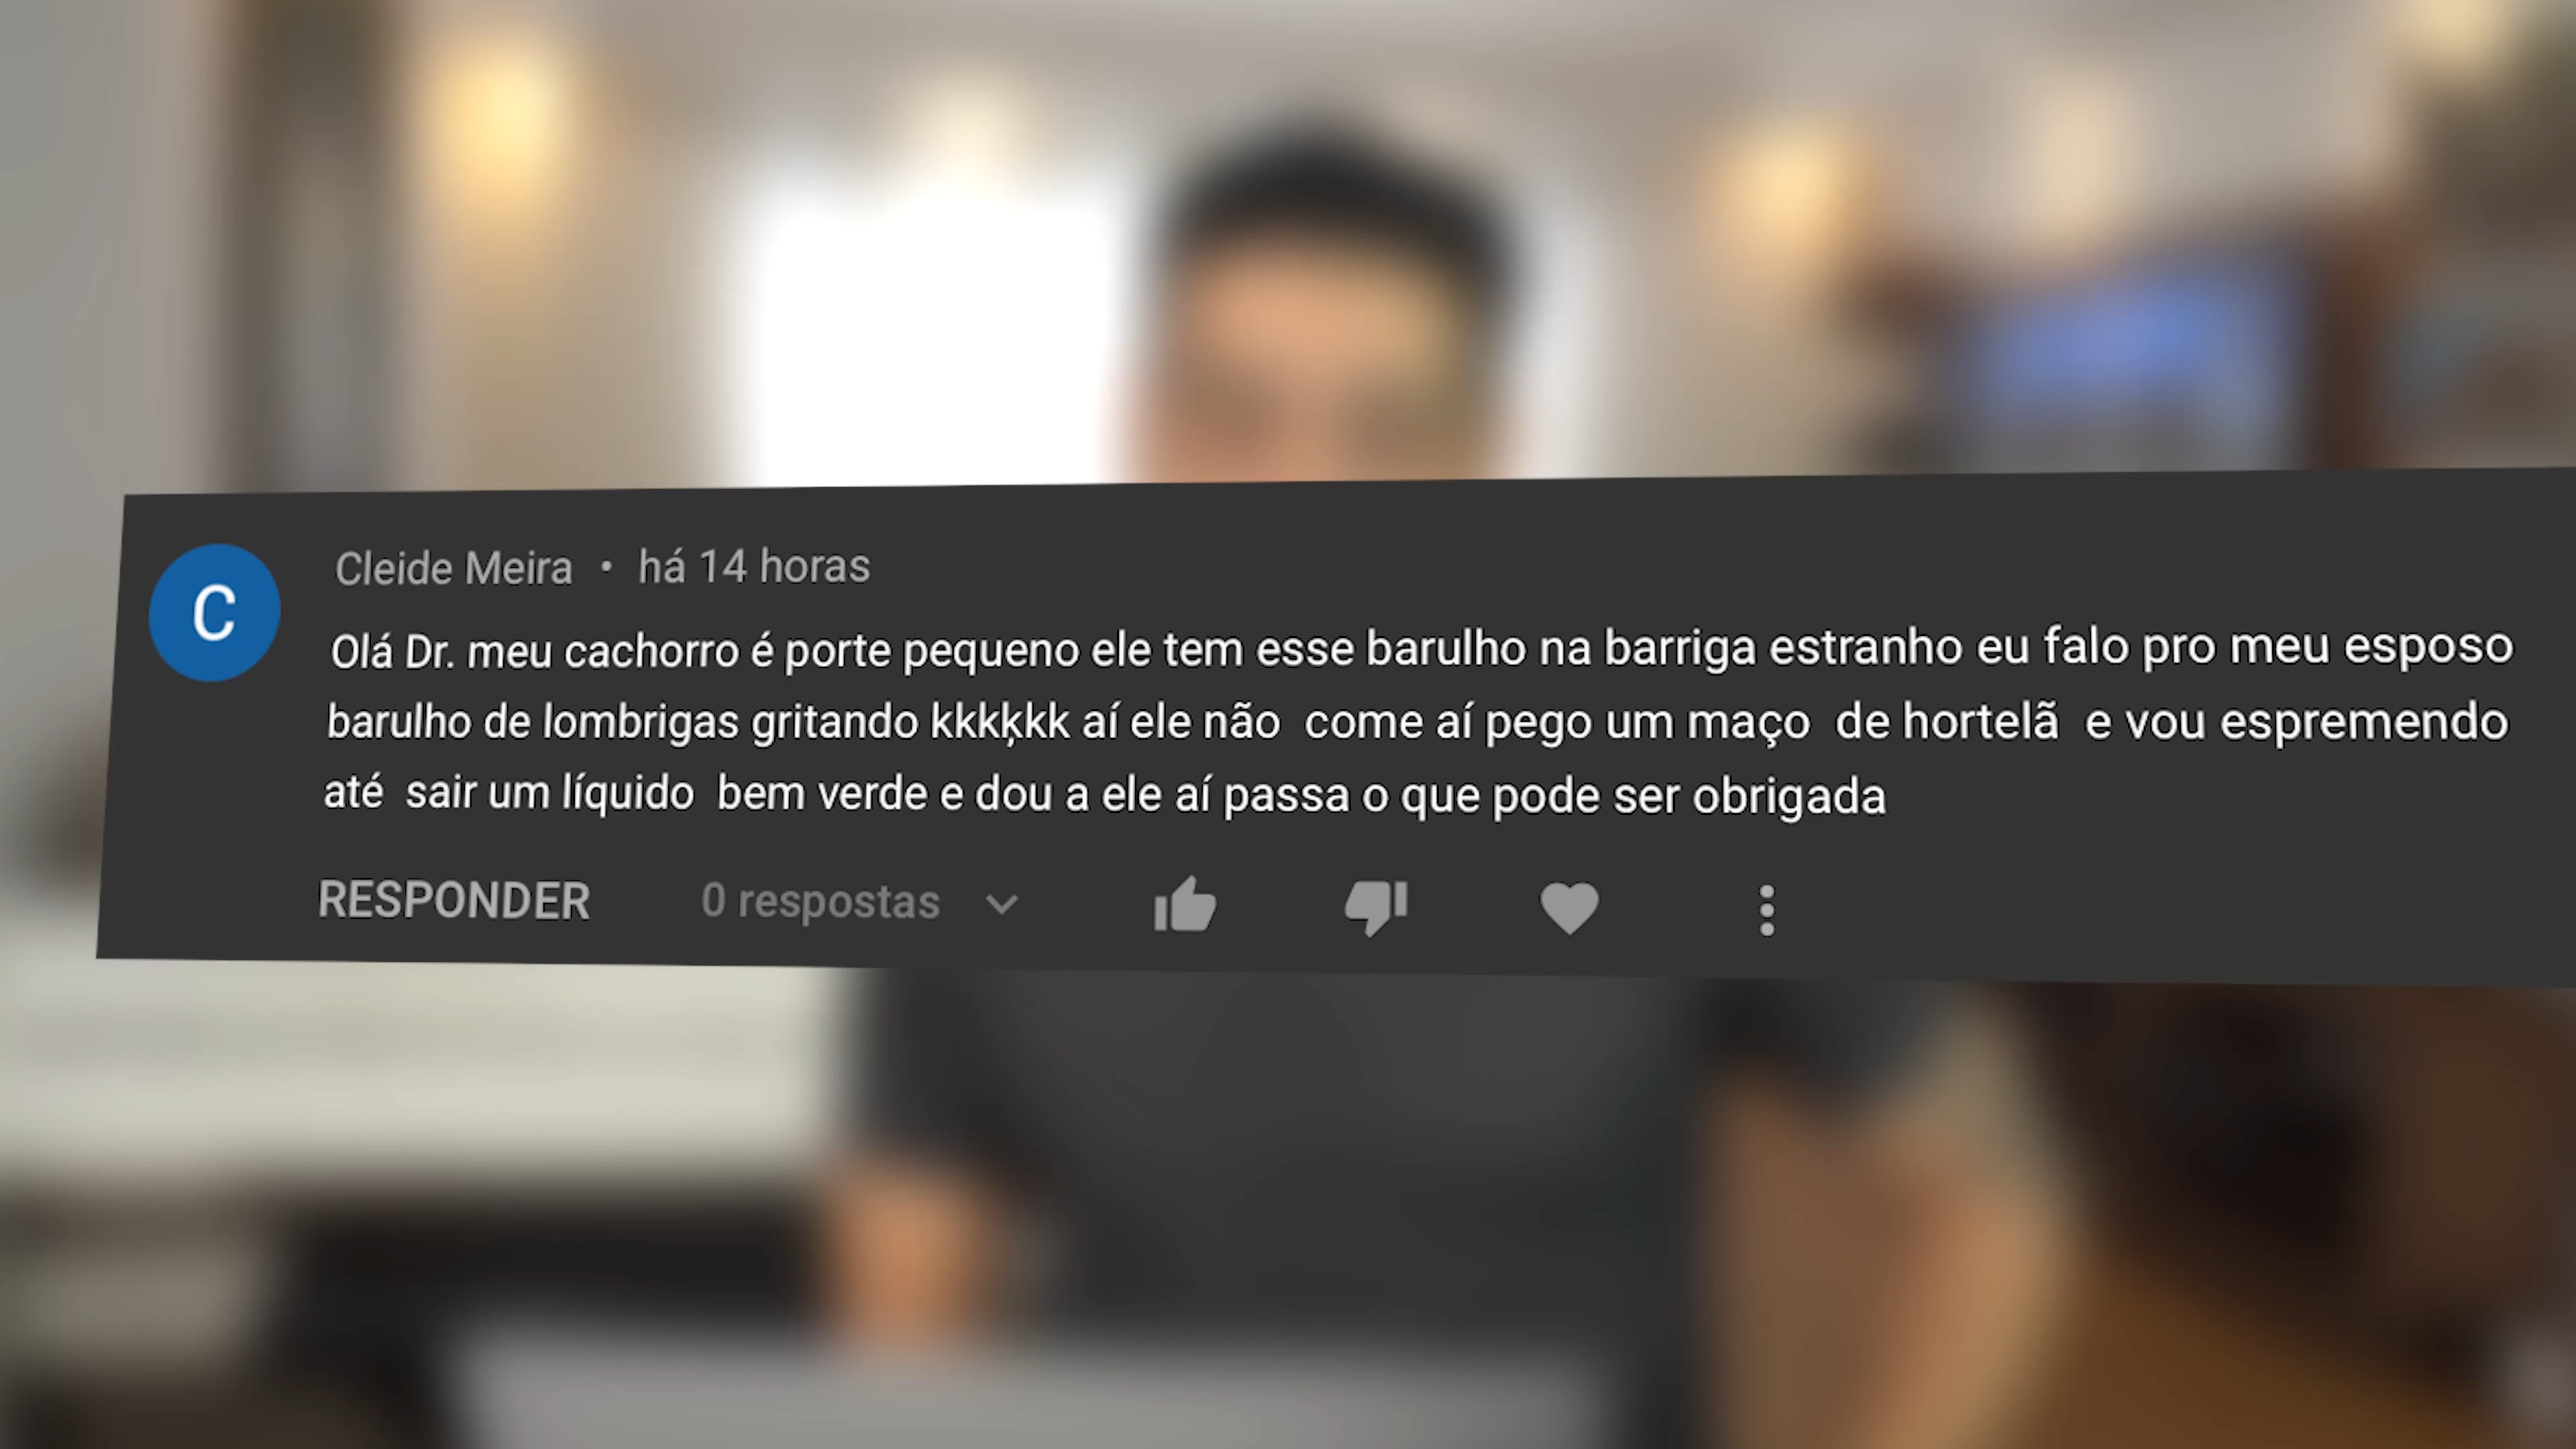 C
Cleide Meira • há 14 horas
Olá Dr. meu cachorro é porte pequeno ele tem esse barulho na barriga estranho eu falo pro meu esposo
barulho de lombrigas gritando kkkķkk aí ele não  come aí pego um maço  de hortelã  e vou espremendo
até  sair um líquido  bem verde e dou a ele aí passa o que pode ser obrigada
RESPONDER 0 respostas